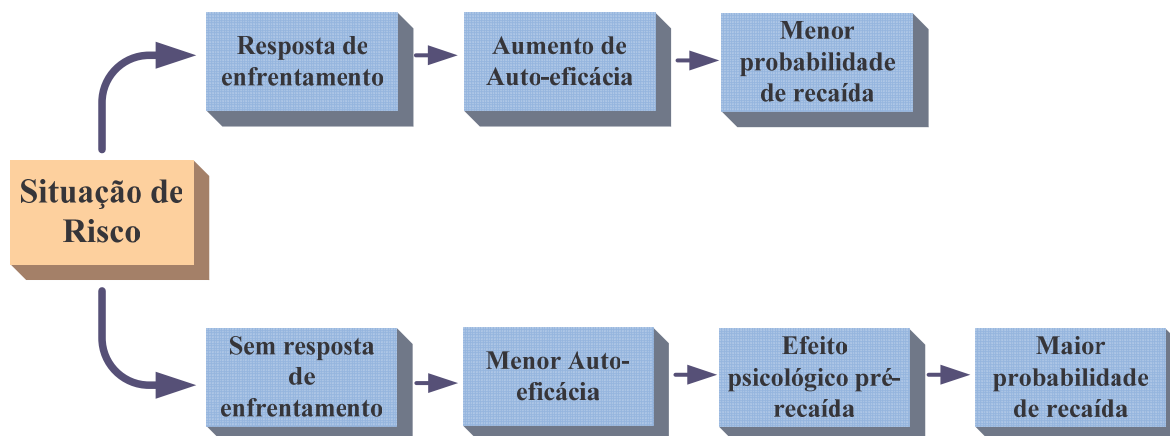 Resposta de
enfrentamento
Aumento de
Auto-eficácia
Menor
probabilidade
de recaída
Situação de
Risco
Sem resposta
de
enfrentamento
Menor Auto-
eficácia
Efeito
psicológico pré-
recaída
Maior
probabilidade
de recaída